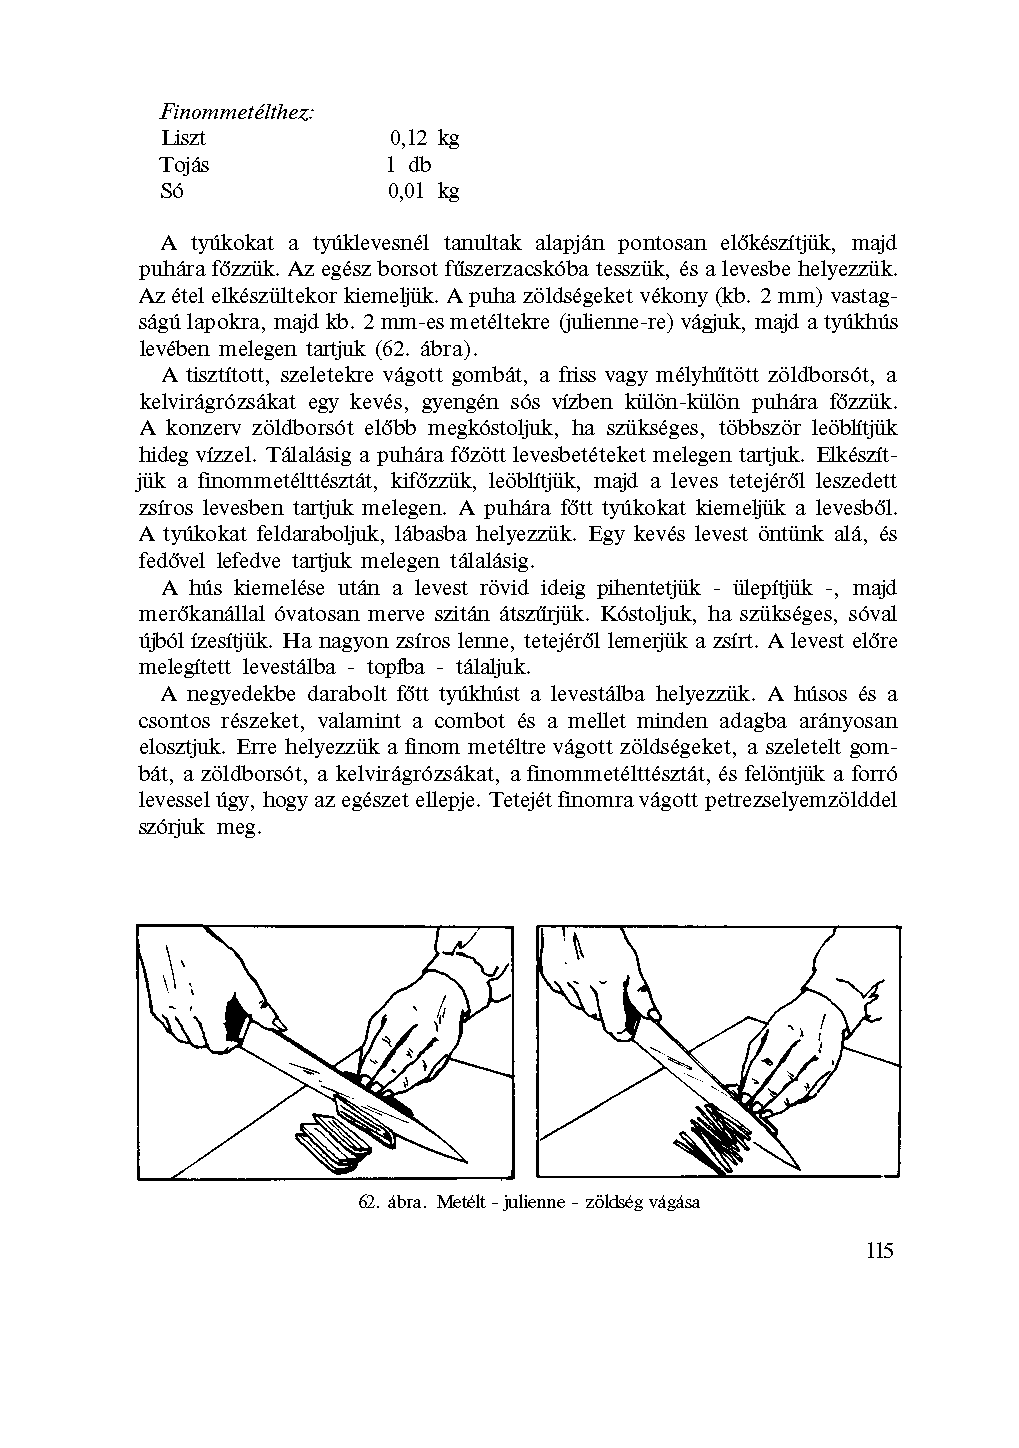 Finommetélthez:
Liszt 0,12 kg
Tojás 1 db
Só 0,01 kg
A tyúkokat a tyúklevesnél tanultak alapján pontosan előkészítjük, majd
puhára főzzük. Az egész borsot fűszerzacskóba tesszük, és a levesbe helyezzük.
Az étel elkészültekor kiemeljük. A puha zöldségeket vékony (kb. 2 mm) vastag-
ságú lapokra, majd kb. 2 mm-es metéltekre (julienne-re) vágjuk, majd a tyúkhús
levében melegen tartjuk (62. ábra).
A tisztított, szeletekre vágott gombát, a friss vagy mélyhűtött zöldborsót, a
kelvirágrózsákat egy kevés, gyengén sós vízben külön-külön puhára főzzük.
A konzerv zöldborsót előbb megkóstoljuk, ha szükséges, többször leöblítjük
hideg vízzel. Tálalásig a puhára főzött levesbetéteket melegen tartjuk. Elkészít-
jük a finommetélttésztát, kifőzzük, leöblítjük, majd a leves tetejéről leszedett
zsíros levesben tartjuk melegen. A puhára főtt tyúkokat kiemeljük a levesből.
A tyúkokat feldaraboljuk, lábasba helyezzük. Egy kevés levest öntünk alá, és
fedővel lefedve tartjuk melegen tálalásig.
A hús kiemelése után a levest rövid ideig pihentetjük - ülepítjük -, majd
merőkanállal óvatosan merve szitán átszűrjük. Kóstoljuk, ha szükséges, sóval
újból ízesítjük. Ha nagyon zsíros lenne, tetejéről lemerjük a zsírt. A levest előre
melegített levestálba - topfba - tálaljuk.
A negyedekbe darabolt főtt tyúkhúst a levestálba helyezzük. A húsos és a
csontos részeket, valamint a combot és a mellet minden adagba arányosan
elosztjuk. Erre helyezzük a finom metéltre vágott zöldségeket, a szeletelt gom-
bát, a zöldborsót, a kelvirágrózsákat, a finommetélttésztát, és felöntjük a forró
levessel úgy, hogy az egészet ellepje. Tetejét finomra vágott petrezselyemzölddel
szórjuk meg.
62. ábra. Metélt - julienne - zöldség vágása
115